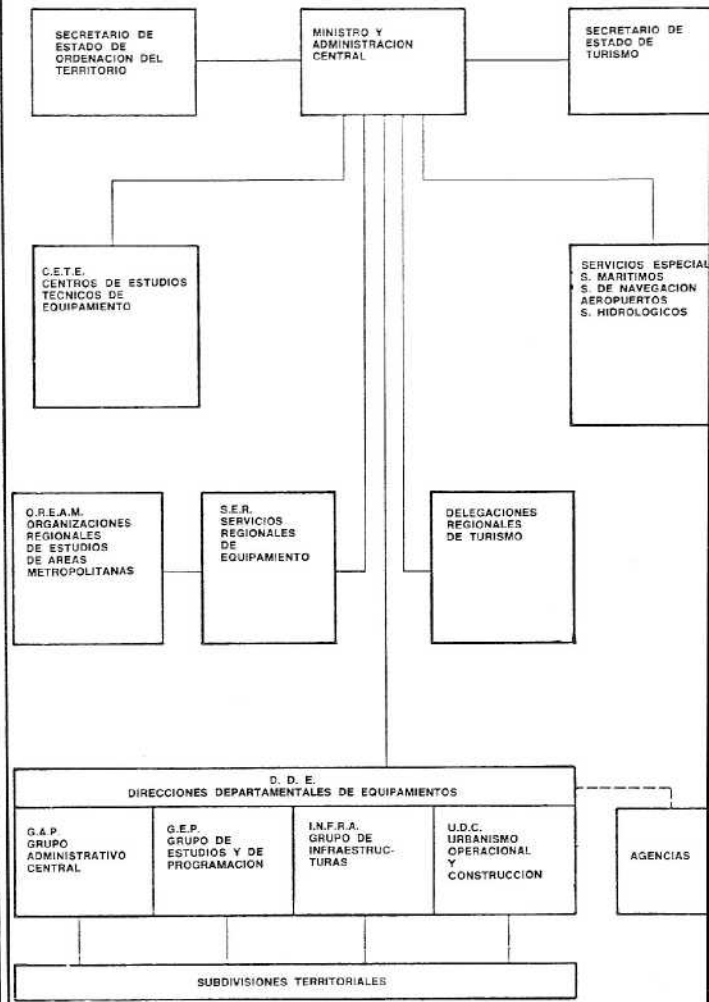 SECRETARIO DE
ESTADO DE
ORDENACION DEL
TERRITORIO
MINISTRO Y
ADMINISTRACION
CENTRAL
SECRETARIO DE
ESTADO DE
TURISMO
C.E.T.E.
CENTROS DE ESTUDIOS
TECNICOS DE
EQUIPAMIENTO
SERVICIOS ESPECIAL
S. MARITIMOS
S. DE NAVEGACION
AEROPUERTOS
S. HIDROLOGICOS
O.R.E.A.M.
ORGANIZACIONES
REGIONALES
DE ESTUDIOS
DE AREAS
METROPOLITANAS
S.E.R.
SERVICIOS
REGIONALES
DE
EQUIPAMIENTO
DELEGACIONES
REGIONALES
DE TURISMO
D. D. E.
DIRECCIONES DEPARTAMENTALES DE EQUIPAMIENTOS
G.A.P.
GRUPO
ADMINISTRATIVO
CENTRAL
G.E.P.
GRUPO DE
ESTUDIOS Y DE
PROGRAMACION
I.N.F.R.A.
GRUPO DE
INFRAESTRUC-
TURAS
U.D.C.
URBANISMO
OPERACIONAL
Y
CONSTRUCCION
AGENCIAS
SUBDIVISIONES TERRITORIALES